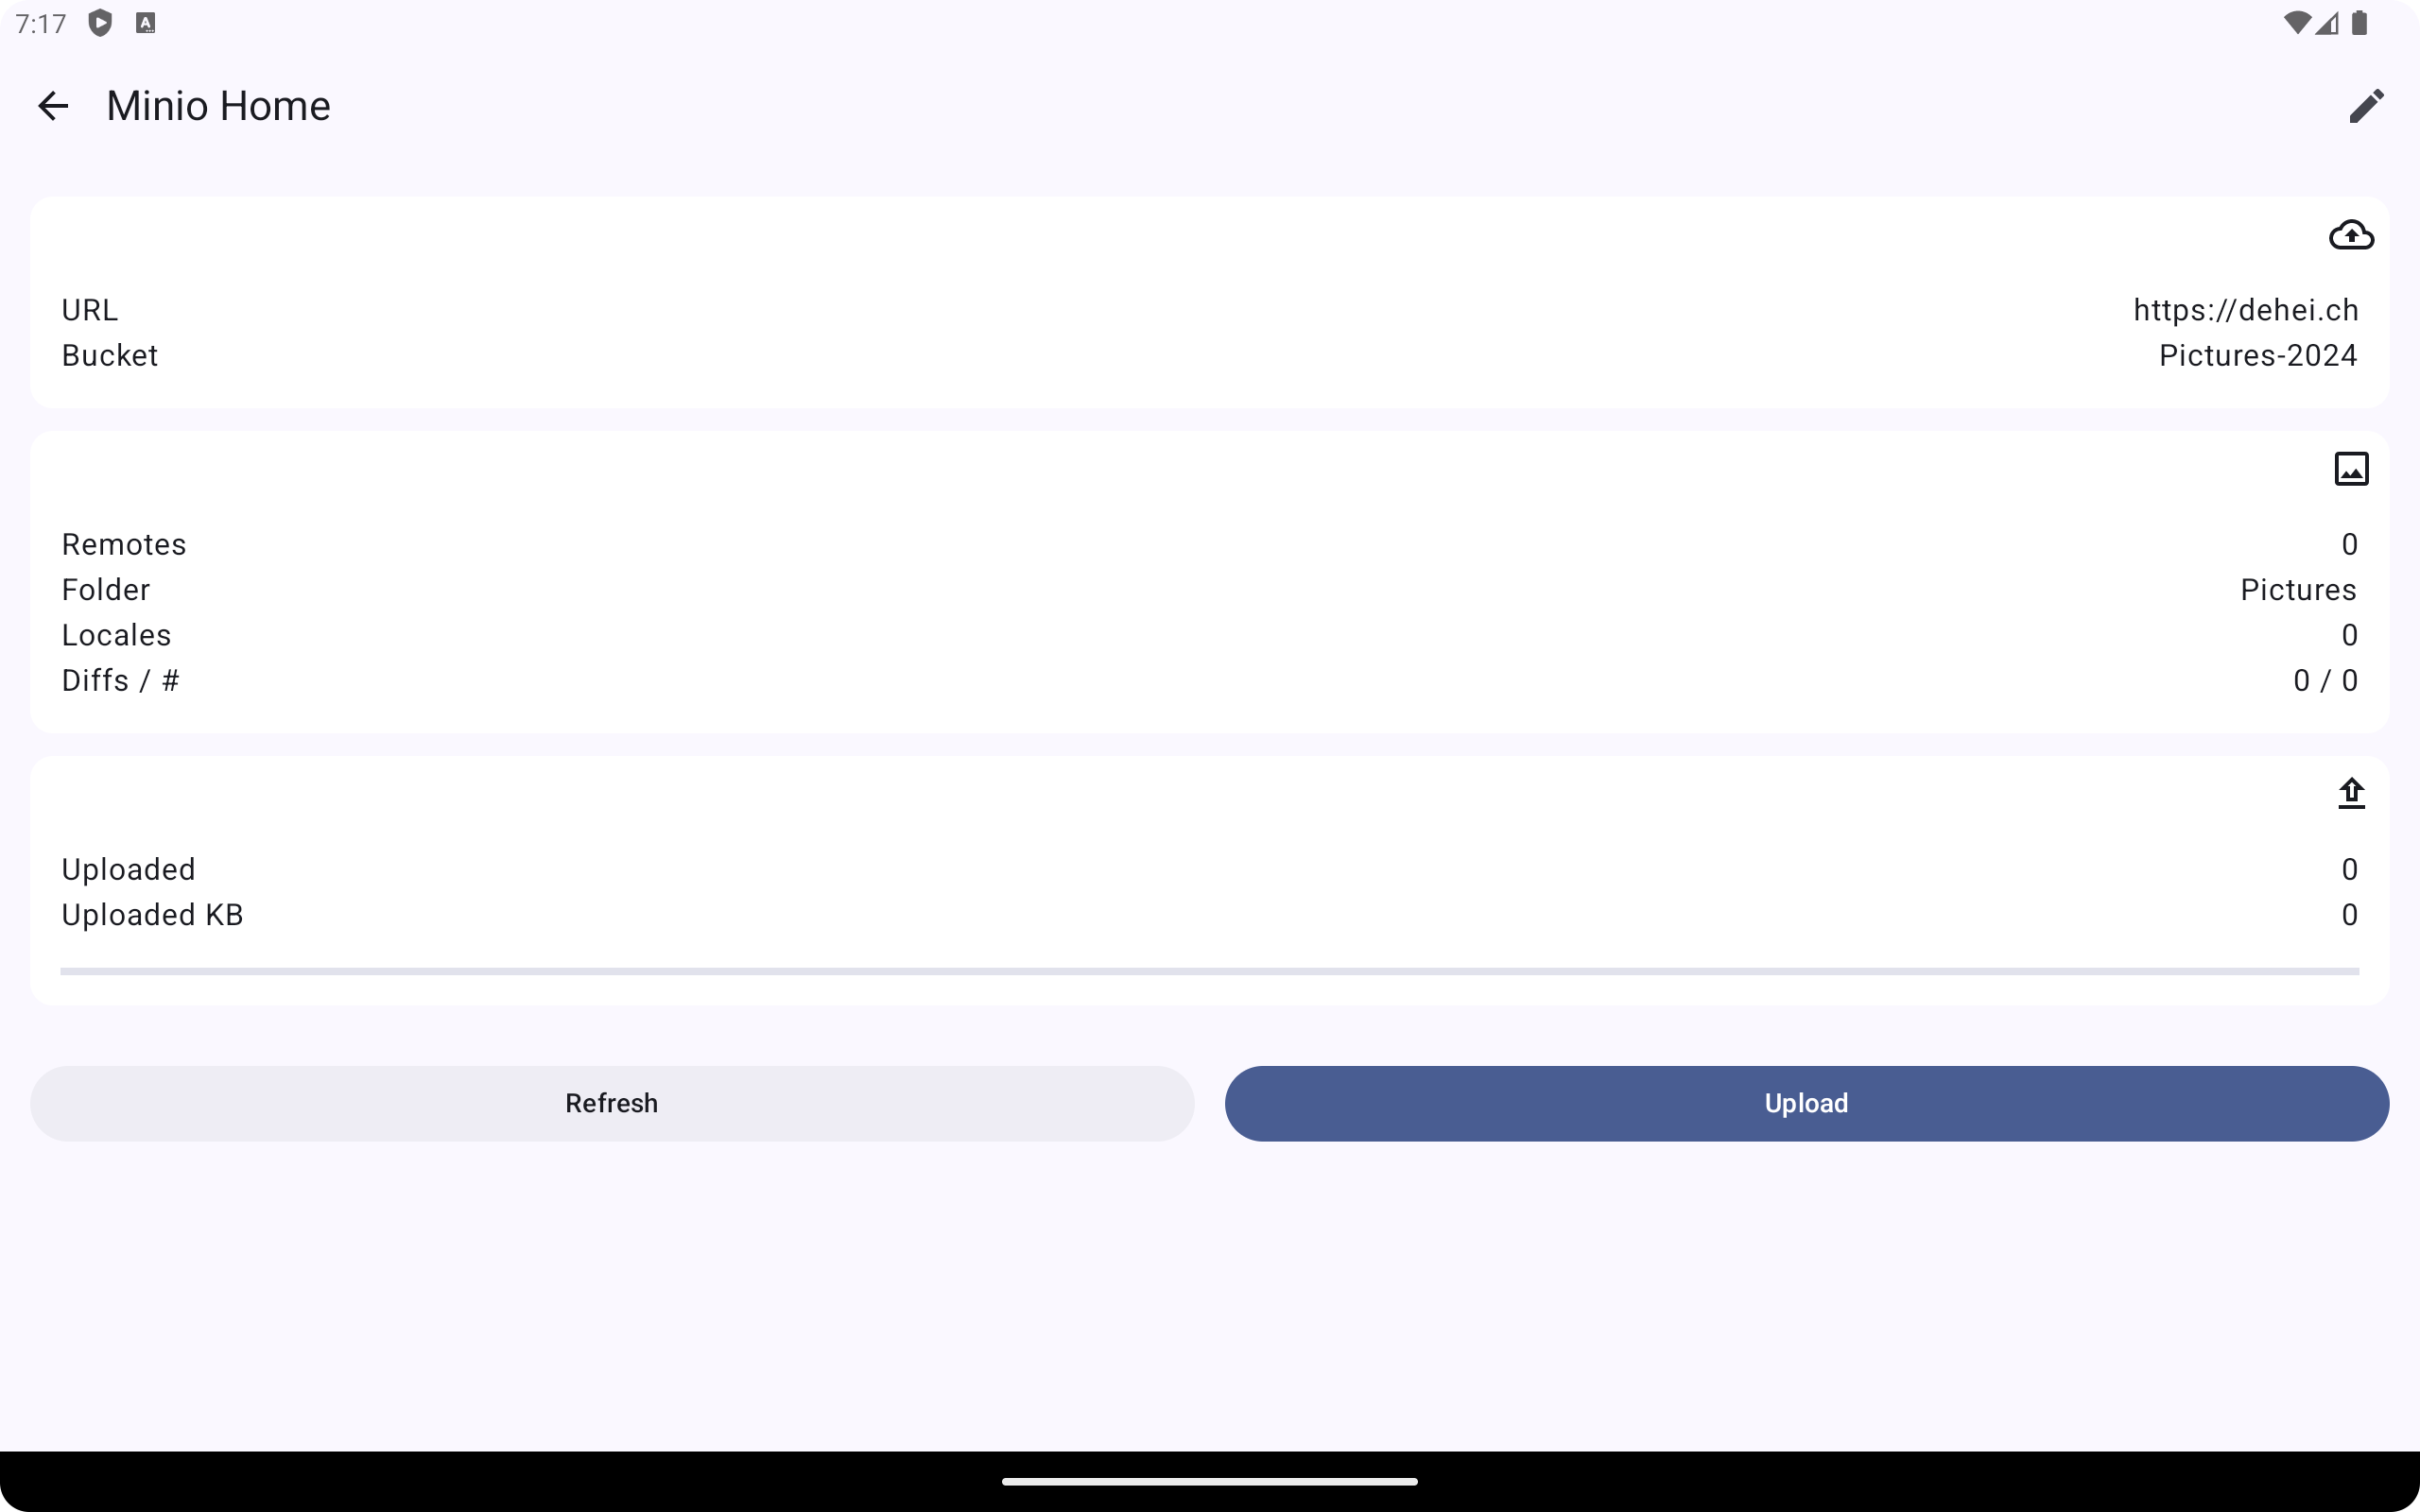 7:17
Minio Home
URL https://dehei.ch
Bucket Pictures-2024
Remotes 0
Folder Pictures
Locales 0
Diffs / # 0 / 0
Uploaded 0
Uploaded KB 0
Refresh Upload